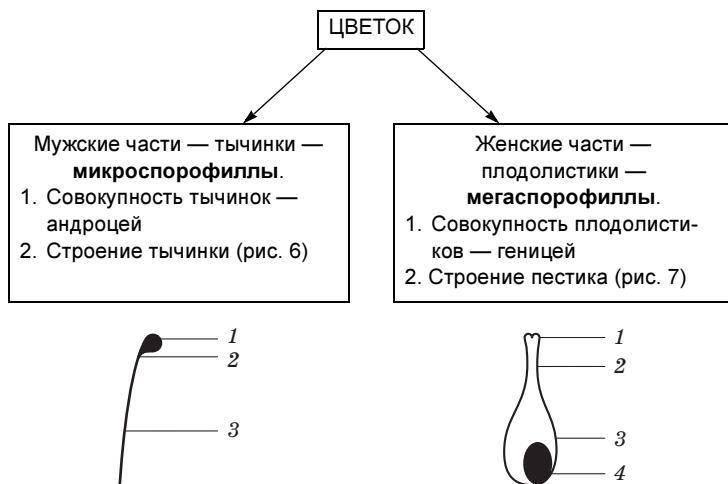 ЦВЕТОК
Мужские части — тычинки —
микроспорофиллы.
1. Совокупность тычинок —
андроцей
2. Строение тычинки (рис. 6)
Женские части —
плодолистики —
мегаспорофиллы.
1. Совокупность плодолисти-
ков — геницей
2. Строение пестика (рис. 7)
1
2
3
1
2
3
4